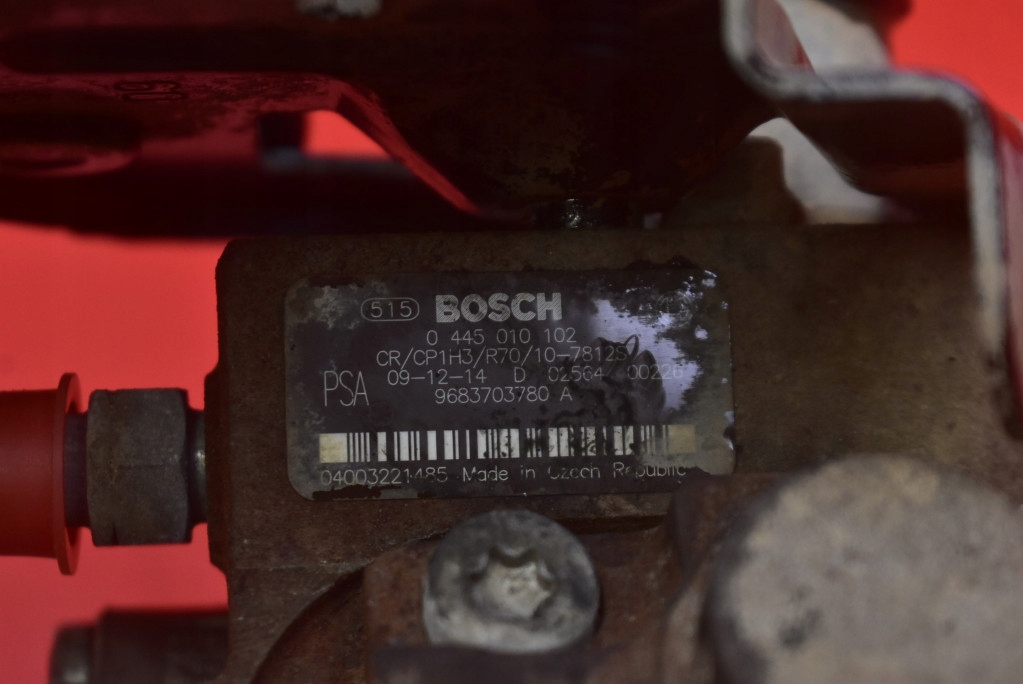 515 BOSCH
0 445 010 102
CR/CP1H3/R70/10-78125
09-12-14 D 02564 00226
PSA
9683703780 A
04003221485 Made in Czech Republic